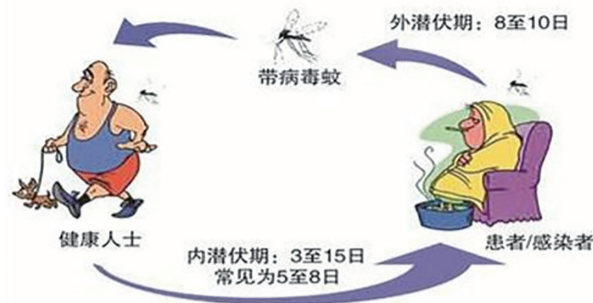 外潜伏期：8至10日
带病毒蚊
健康人士
患者/感染者
内潜伏期：3至15日
常见为5至8日